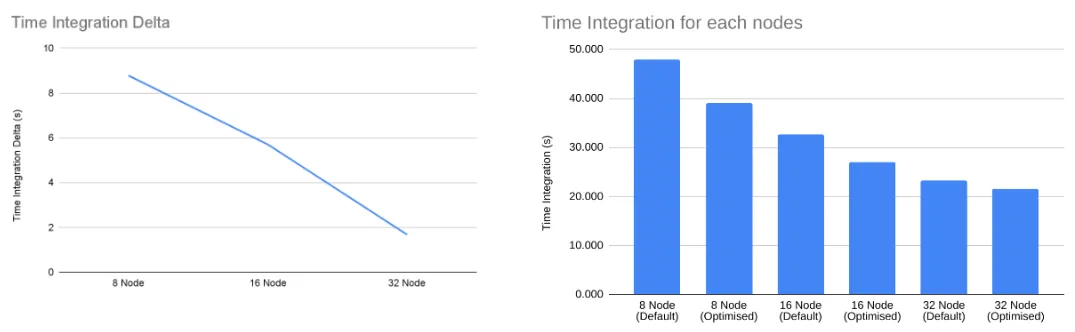 Time Integration Delta
10
8
6
4
2
0
Time Integration Delta (s)
8 Node
16 Node
32 Node
Time Integration for each nodes
50.000
40.000
30.000
20.000
10.000
0.000
Time Integration (s)
8 Node
(Default)
8 Node
(Optimised)
16 Node
(Default)
16 Node
(Optimised)
32 Node
(Default)
32 Node
(Optimised)